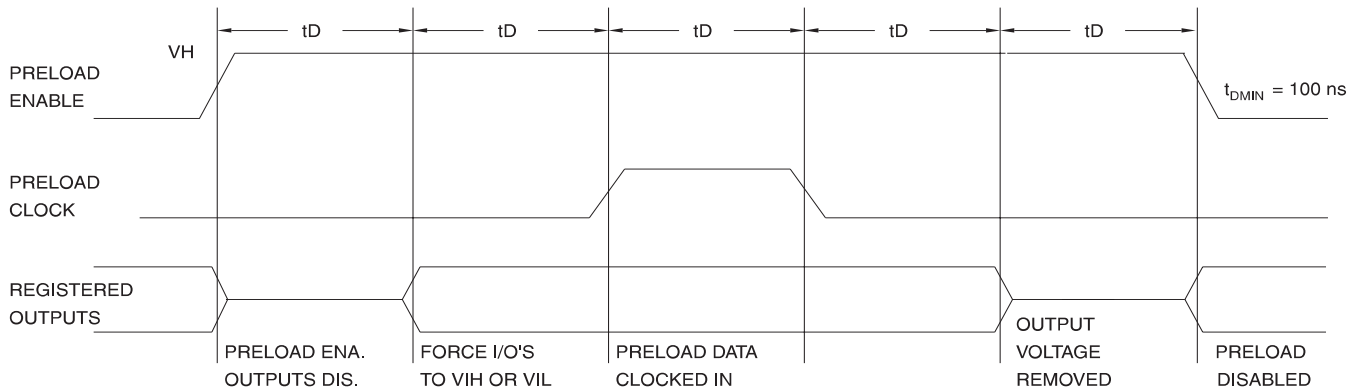 tD tD tD tD tD
VH
PRELOAD
ENABLE
tDMIN = 100 ns
PRELOAD
CLOCK
REGISTERED
OUTPUTS
PRELOAD ENA.
OUTPUTS DIS.
FORCE I/O'S
TO VIH OR VIL
PRELOAD DATA
CLOCKED IN
OUTPUT
VOLTAGE
REMOVED
PRELOAD
DISABLED